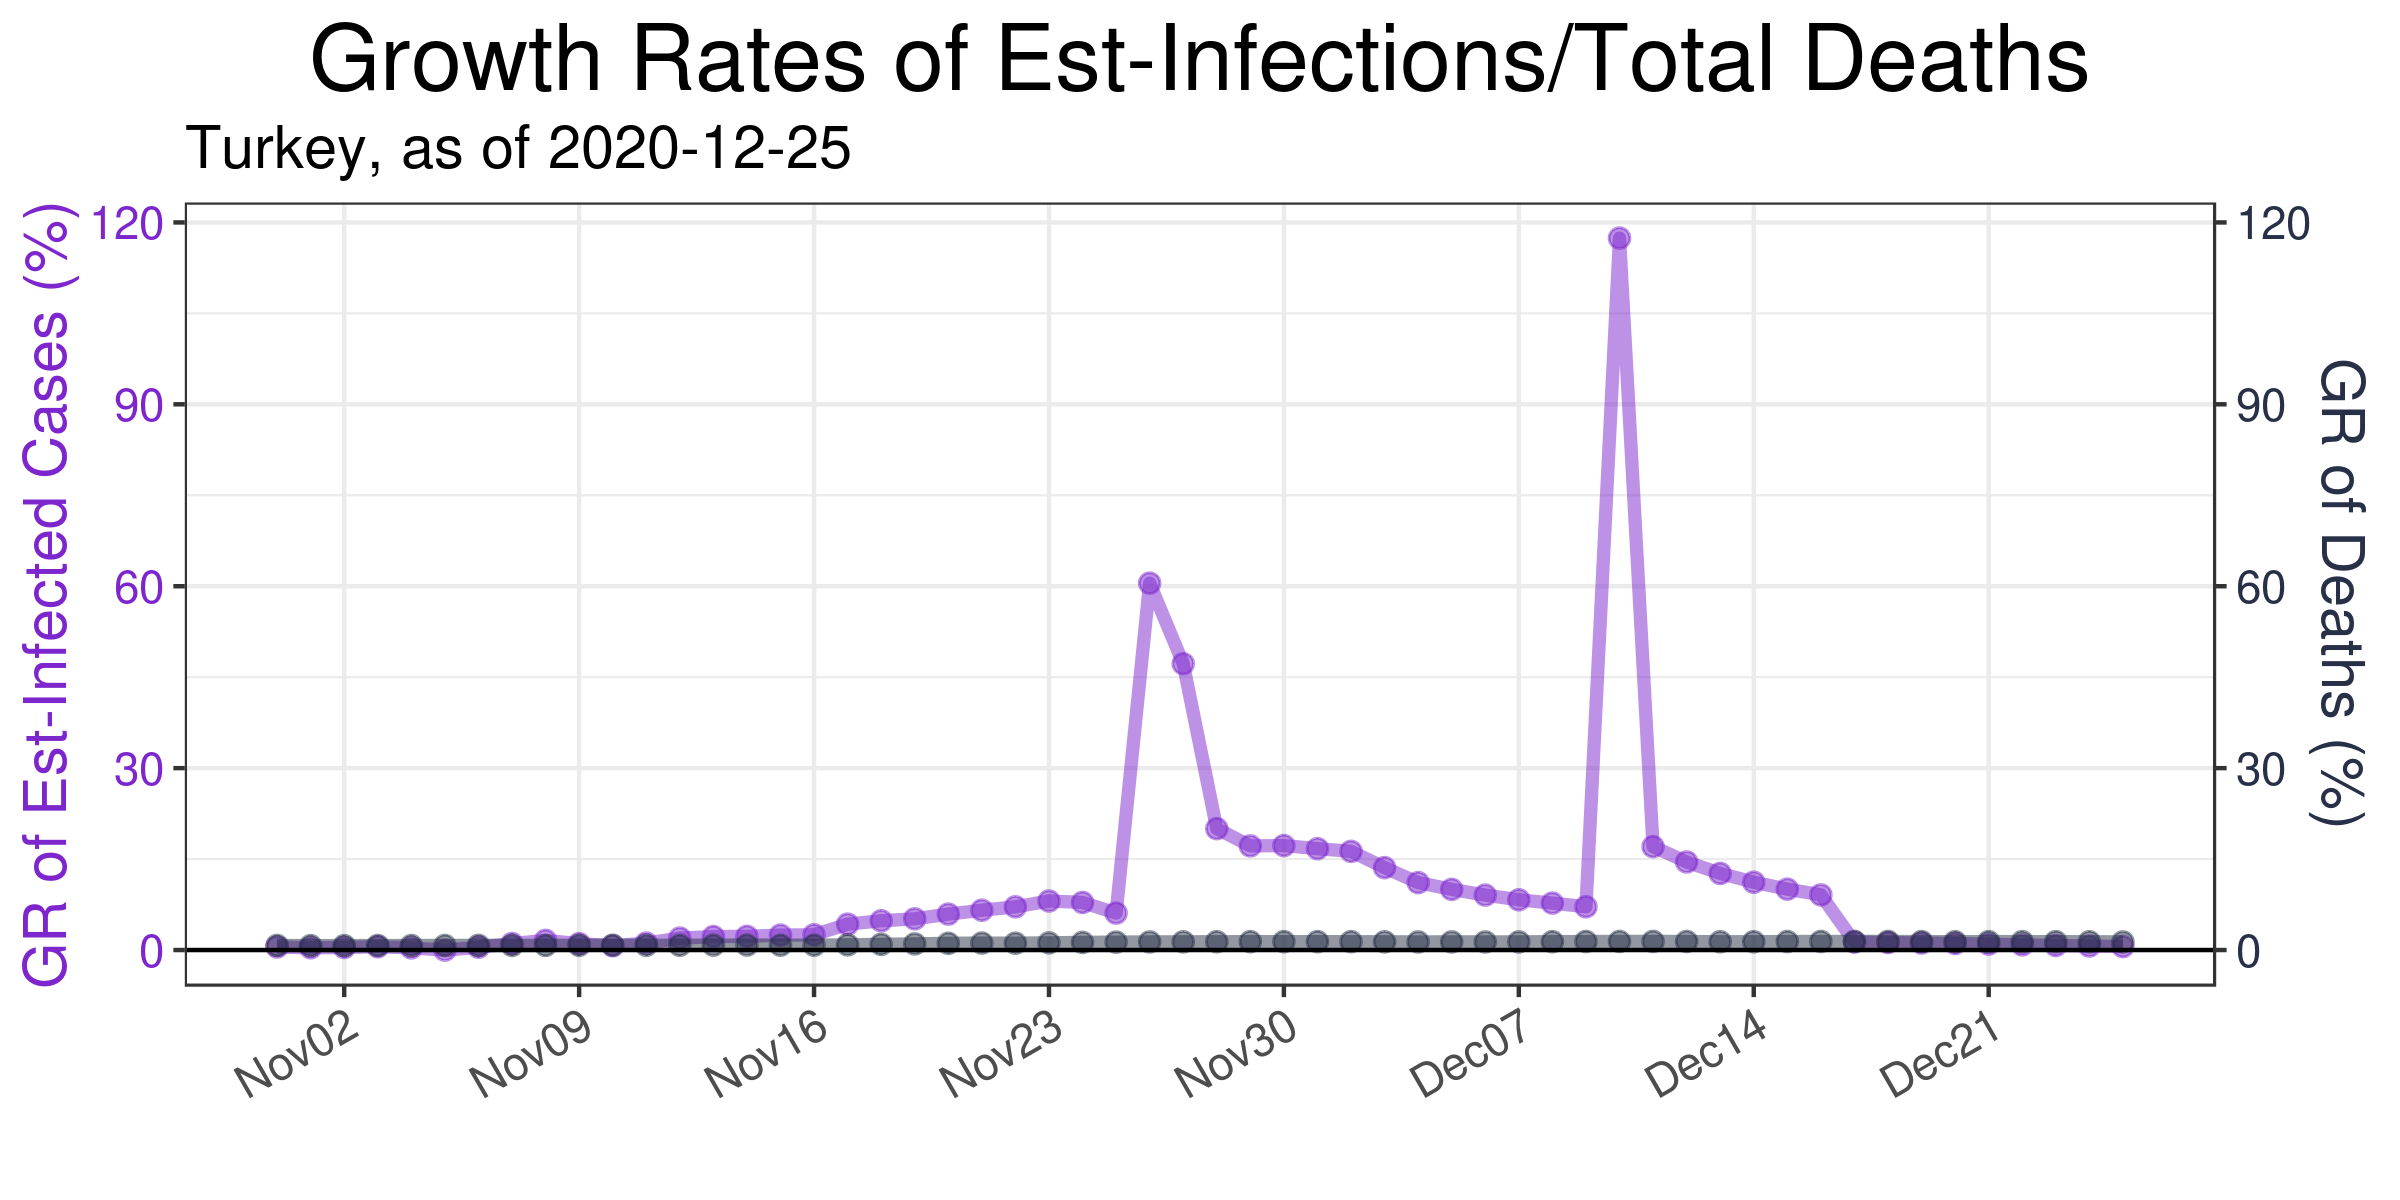 Growth Rates of Est-Infections/Total Deaths
Turkey, as of 2020-12-25
GR of Est-Infected Cases (%)
120
90
60
30
0
120
90
60
30
0
GR of Deaths (%)
Nov02
Nov09
Nov16
Nov23
Nov30
Dec07
Dec14
Dec21